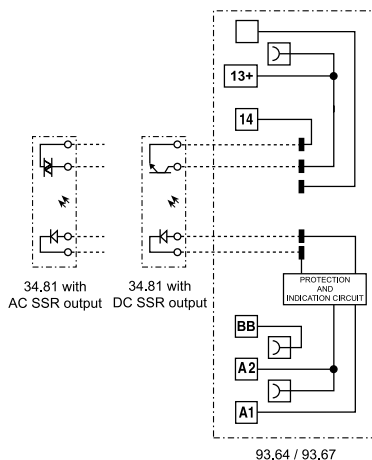 13+
14
PROTECTION
AND
INDICATION CIRCUIT
34.81 with
AC SSR output
34.81 with
DC SSR output
BB
A2
A1
93.64 / 93.67